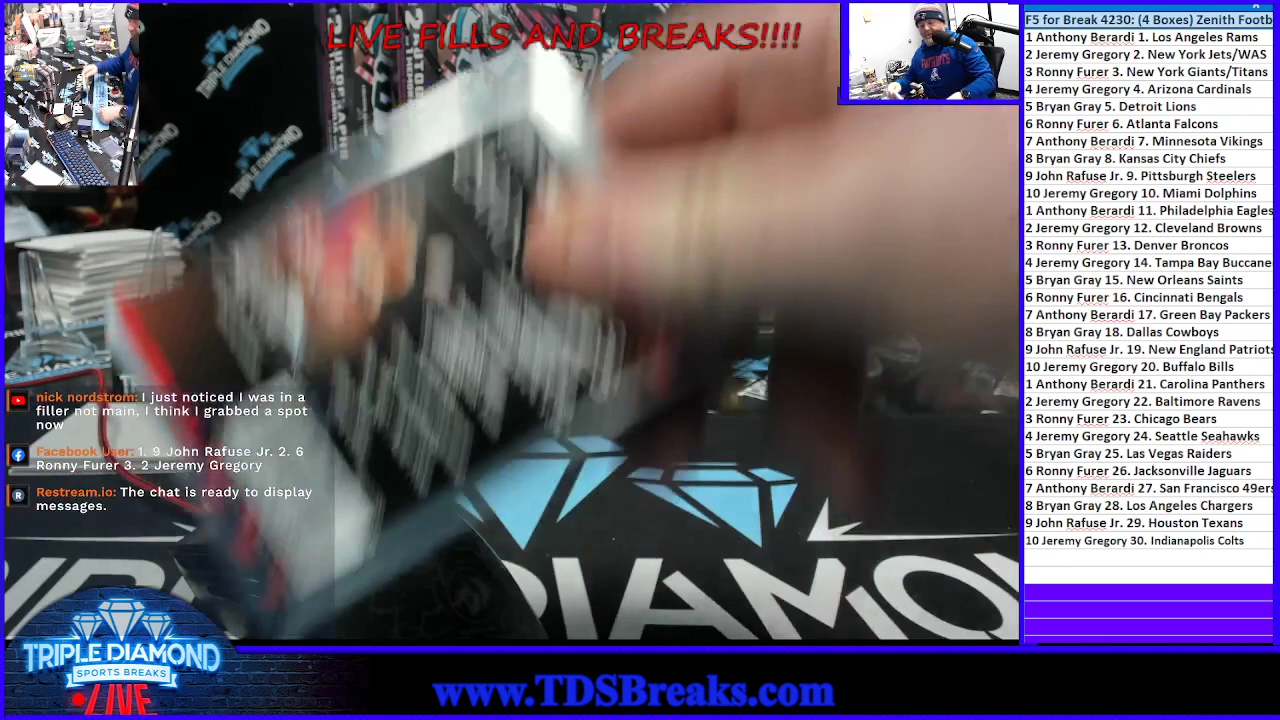 LIVE FILLS AND BREAKS!!!!
F5 for Break 4230: (4 Boxes) Zenith Footb
1 Anthony Berardi 1. Los Angeles Rams
2 Jeremy Gregory 2. New York Jets/WAS
3 Ronny Furer 3. New York Giants/Titans
4 Jeremy Gregory 4. Arizona Cardinals
5 Bryan Gray 5. Detroit Lions
6 Ronny Furer 6. Atlanta Falcons
7 Anthony Berardi 7. Minnesota Vikings
8 Bryan Gray 8. Kansas City Chiefs
9 John Rafuse Jr. 9. Pittsburgh Steelers
10 Jeremy Gregory 10. Miami Dolphins
1 Anthony Berardi 11. Philadelphia Eagles
2 Jeremy Gregory 12. Cleveland Browns
3 Ronny Furer 13. Denver Broncos
4 Jeremy Gregory 14. Tampa Bay Buccane
5 Bryan Gray 15. New Orleans Saints
6 Ronny Furer 16. Cincinnati Bengals
7 Anthony Berardi 17. Green Bay Packers
8 Bryan Gray 18. Dallas Cowboys
9 John Rafuse Jr. 19. New England Patriots
10 Jeremy Gregory 20. Buffalo Bills
1 Anthony Berardi 21. Carolina Panthers
2 Jeremy Gregory 22. Baltimore Ravens
3 Ronny Furer 23. Chicago Bears
4 Jeremy Gregory 24. Seattle Seahawks
5 Bryan Gray 25. Las Vegas Raiders
6 Ronny Furer 26. Jacksonville Jaguars
7 Anthony Berardi 27. San Francisco 49ers
8 Bryan Gray 28. Los Angeles Chargers
9 John Rafuse Jr. 29. Houston Texans
10 Jeremy Gregory 30. Indianapolis Colts
TRIPLE DIAMOND
TRIPLE DIAMOND
PATRIOTS
nick nordstrom: I just noticed I was in a
filler not main, I think I grabbed a spot
now
Facebook User: 1. 9 John Rafuse Jr. 2. 6
Ronny Furer 3. 2 Jeremy Gregory
Restream.io: The chat is ready to display
messages.
DIAMO
TRIPLE DIAMOND
SPORTS BREAKS
LIVE
www.TDSBreaks.com